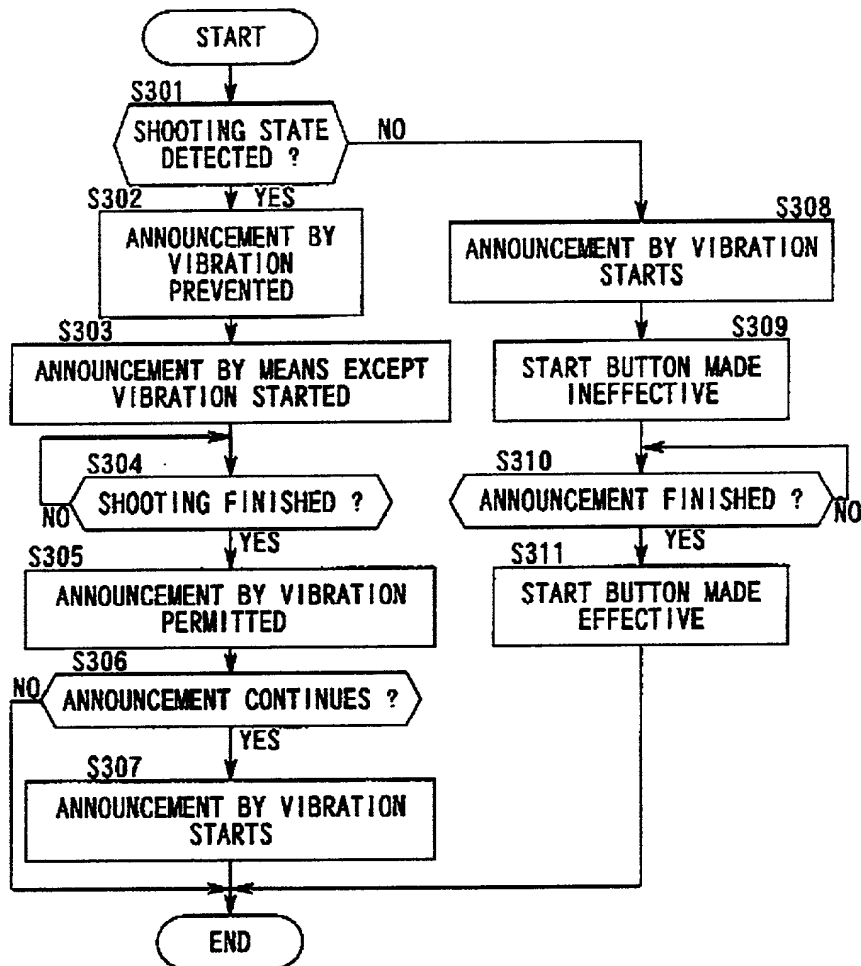 START
S301
SHOOTING STATE
DETECTED ?
NO
YES
S302
ANNOUNCEMENT BY
VIBRATION
PREVENTED
S303
ANNOUNCEMENT BY MEANS EXCEPT
VIBRATION STARTED
S304
SHOOTING FINISHED ?
NO
YES
S305
ANNOUNCEMENT BY VIBRATION
PERMITTED
S306
NO
ANNOUNCEMENT CONTINUES ?
YES
S307
ANNOUNCEMENT BY VIBRATION
STARTS
S308
ANNOUNCEMENT BY VIBRATION
STARTS
S309
START BUTTON MADE
INEFFECTIVE
S310
ANNOUNCEMENT FINISHED ?
NO
YES
S311
START BUTTON MADE
EFFECTIVE
END